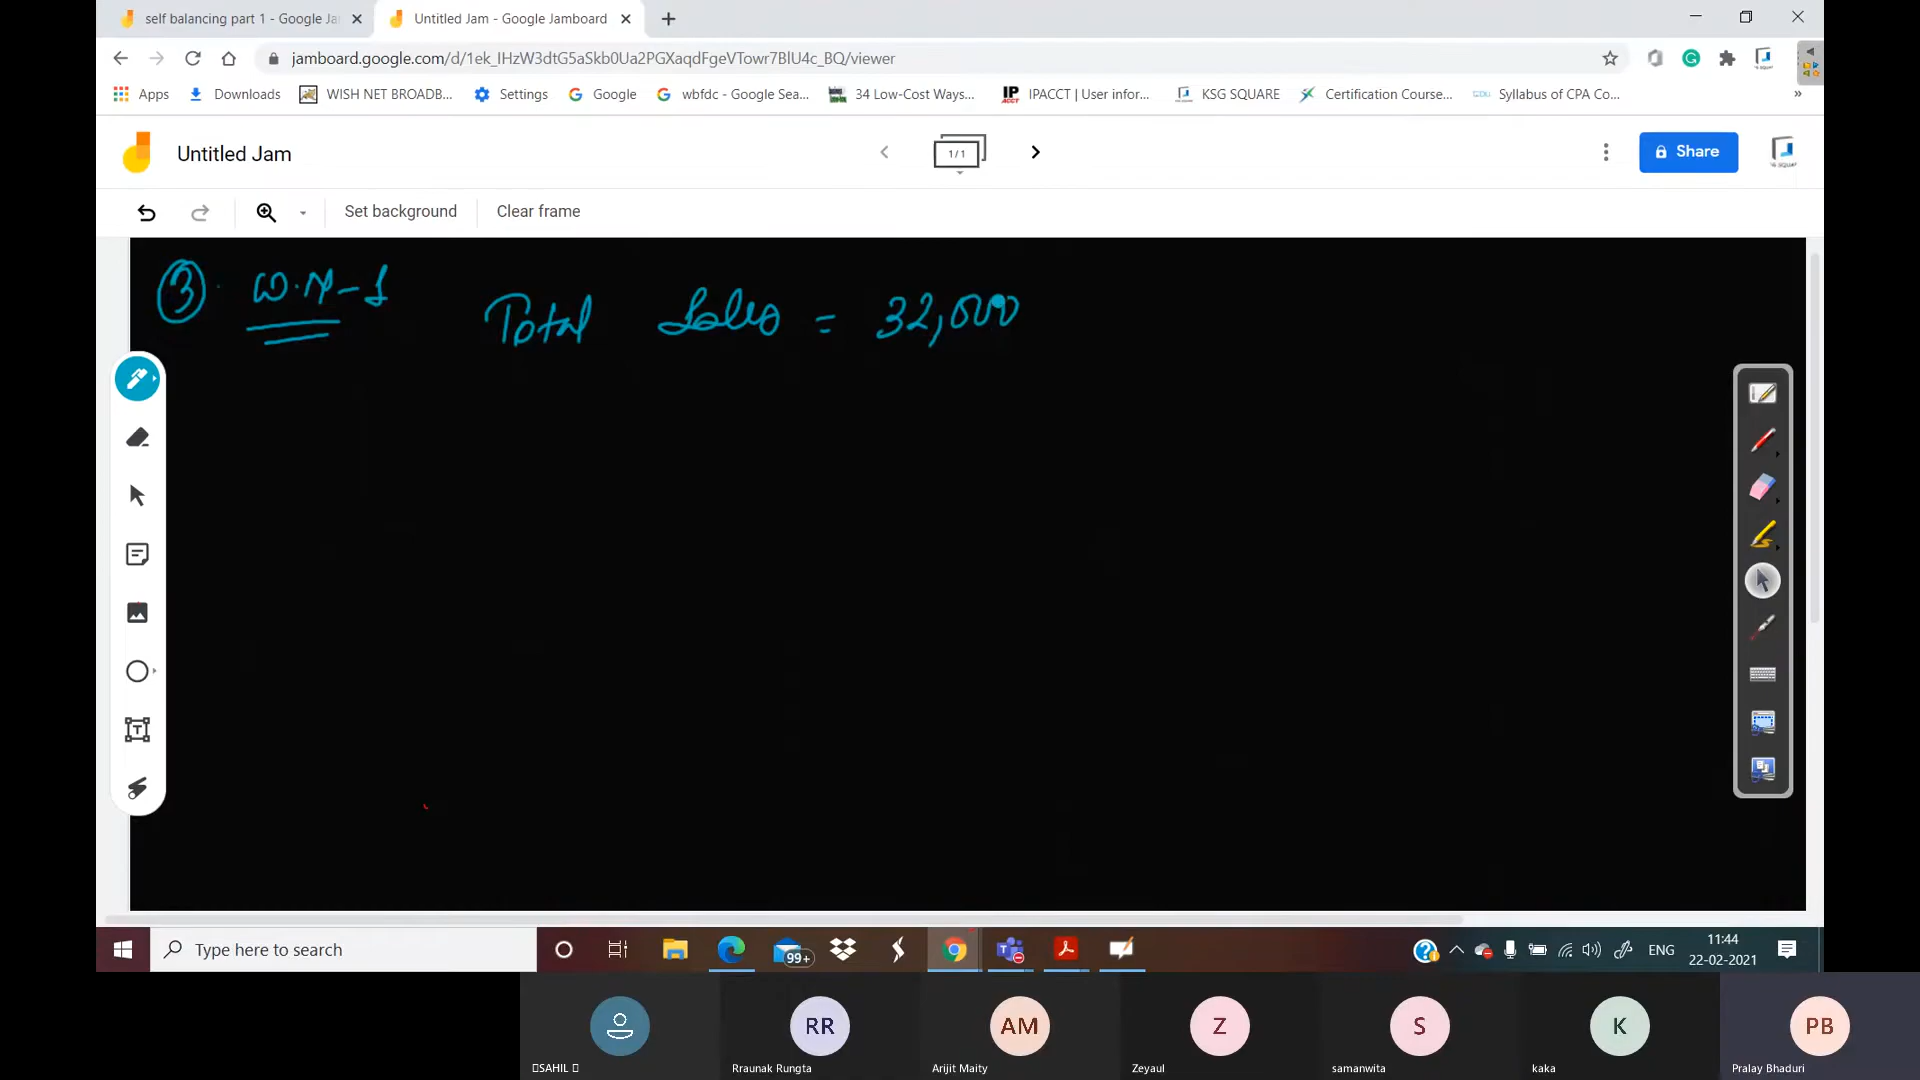 self balancing part 1 - Google Ja
Untitled Jam - Google Jamboard
jamboard.google.com/d/1ek_IHzW3dtG5aSkb0Ua2PGXaqdFgeVTowr7BlU4c_BQ/viewer
Apps Downloads WISH NET BROADB... Settings Google wbfdc - Google Sea... 34 Low-Cost Ways... IPACCT | User infor... KSG SQUARE Certification Course... Syllabus of CPA Co... »
Untitled Jam 1/1 Share
Set background Clear frame
3 W.N-1 Total Sales = 32,000
Type here to search 99+ ENG 11:44
22-02-2021
RR AM Z S K PB
SAHIL Rraunak Rungta Arijit Maity Zeyaul samanwita kaka Pralay Bhaduri